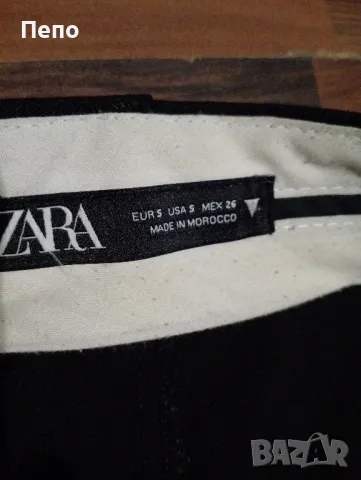 Пепо
ZARA
EUR S USA S MEX 26
MADE IN MOROCCO
BAZAR